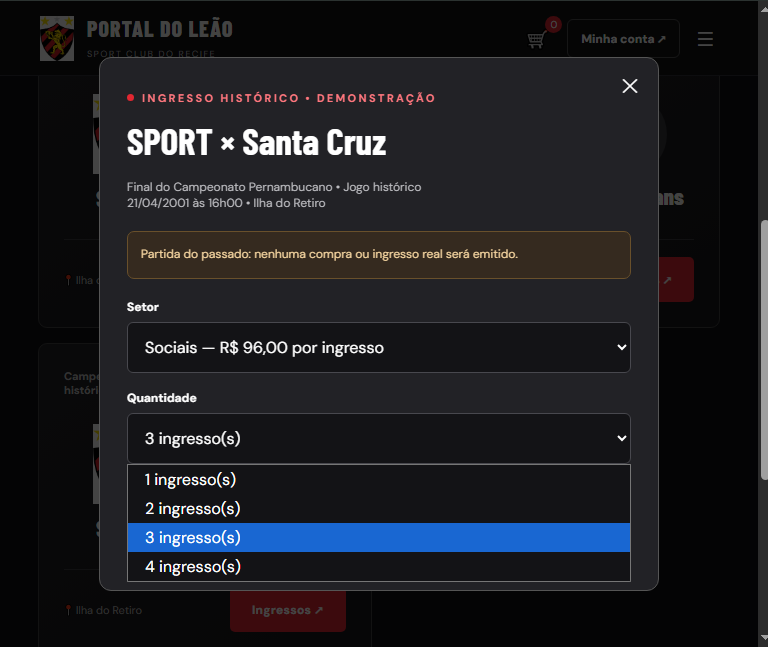 PORTAL DO LEÃO
SPORT CLUB DO RECIFE
0
Minha conta ↗
INGRESSO HISTÓRICO • DEMONSTRAÇÃO
SPORT × Santa Cruz
Final do Campeonato Pernambucano • Jogo histórico
21/04/2001 às 16h00 • Ilha do Retiro
Partida do passado: nenhuma compra ou ingresso real será emitido.
Setor
Sociais — R$ 96,00 por ingresso
Quantidade
3 ingresso(s)
1 ingresso(s)
2 ingresso(s)
3 ingresso(s)
4 ingresso(s)
Ilha do Retiro
Ingressos ↗